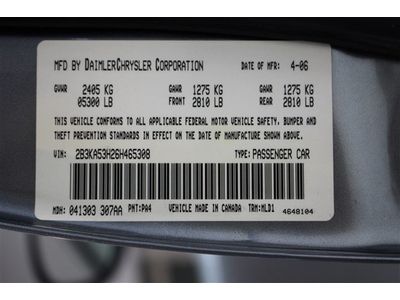 MFD BY DAIMLERCHRYSLER CORPORATION DATE OF MFR: 4-06
GVWR 2405 KG GAWR 1275 KG GAWR 1275 KG
05300 LB FRONT 2810 LB REAR 2810 LB
THIS VEHICLE CONFORMS TO ALL APPLICABLE FEDERAL MOTOR VEHICLE SAFETY, BUMPER AND
THEFT PREVENTION STANDARDS IN EFFECT ON THE DATE OF MANUFACTURE SHOWN ABOVE.
VIN: 2B3KA53H26H465308 TYPE: PASSENGER CAR
MDH: 041303 307AA PNT: PA4 VEHICLE MADE IN CANADA TRM: MLD1
4648104